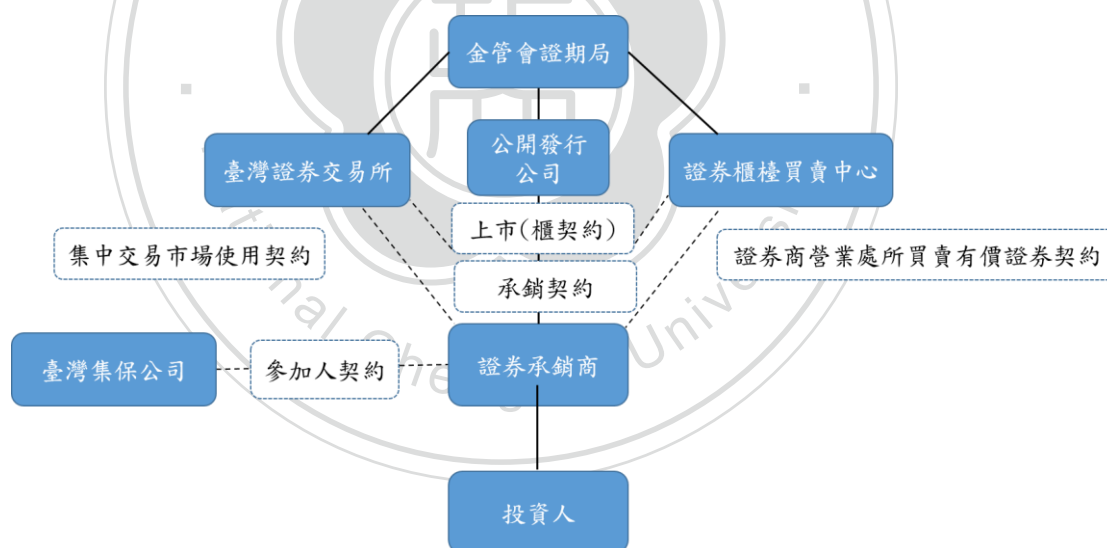 金管會證期局
臺灣證券交易所
公開發行
公司
證券櫃檯買賣中心
上市(櫃契約)
集中交易市場使用契約
證券商營業處所買賣有價證券契約
承銷契約
臺灣集保公司
參加人契約
證券承銷商
投資人